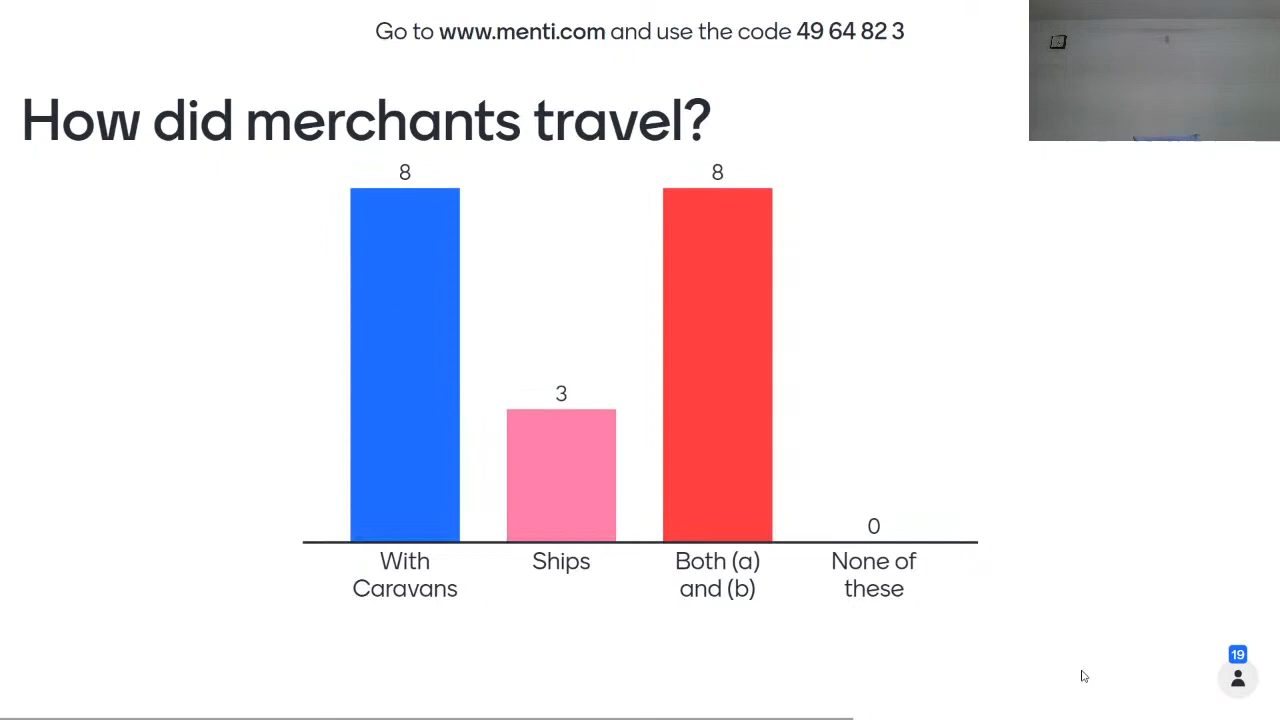 Go to www.menti.com and use the code 49 64 82 3
How did merchants travel?
8
8
3
0
With
Caravans
Ships
Both (a)
and (b)
None of
these
19